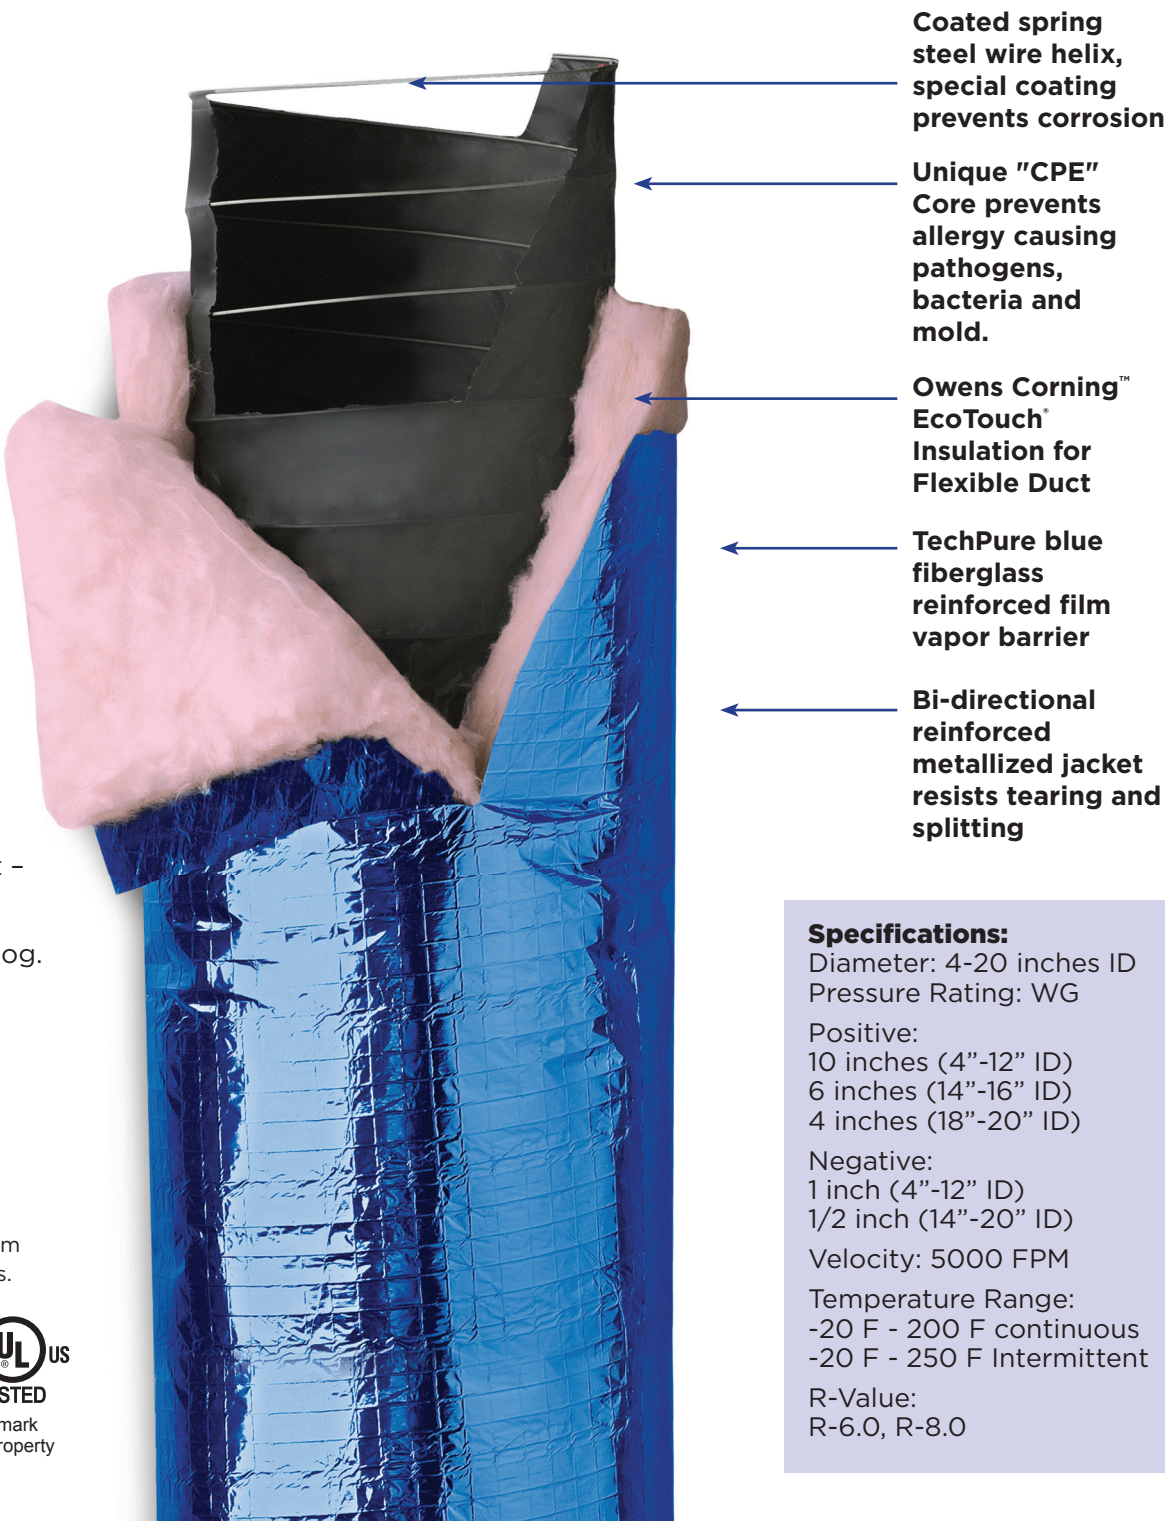 Coated spring
steel wire helix,
special coating
prevents corrosion
Unique "CPE"
Core prevents
allergy causing
pathogens,
bacteria and
mold.
Owens Corning™
EcoTouch®
Insulation for
Flexible Duct
TechPure blue
fiberglass
reinforced film
vapor barrier
Bi-directional
reinforced
metallized jacket
resists tearing and
splitting
–
og.
m
s.
UL US
®
STED
mark
roperty
Specifications:
Diameter: 4-20 inches ID
Pressure Rating: WG
Positive:
10 inches (4”-12” ID)
6 inches (14”-16” ID)
4 inches (18”-20” ID)
Negative:
1 inch (4”-12” ID)
1/2 inch (14”-20” ID)
Velocity: 5000 FPM
Temperature Range:
-20 F - 200 F continuous
-20 F - 250 F Intermittent
R-Value:
R-6.0, R-8.0